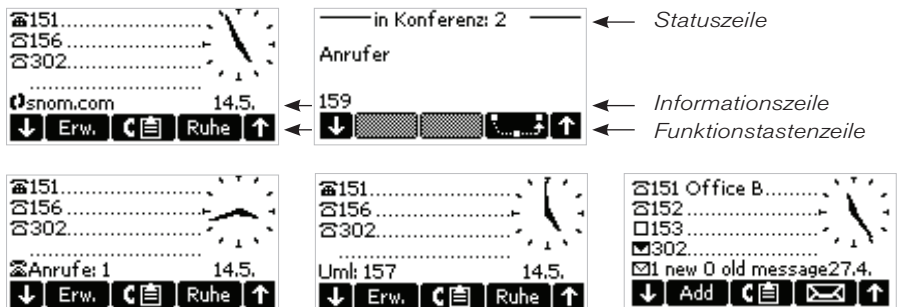 151
156
302
snom.com 14.5.
Erw. Ruhe
in Konferenz: 2
Anrufer
159
Statuszeile
Informationszeile
Funktionstastenzeile
151
156
302
Anrufe: 1 14.5.
Erw. Ruhe
151
156
302
Uml: 157 14.5.
Erw. Ruhe
151 Office B
152
153
302
1 new 0 old message27.4.
Add